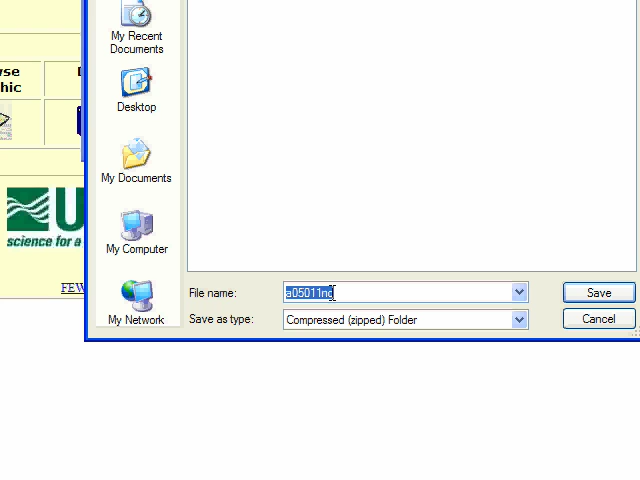 My Recent
Documents
Desktop
My Documents
My Computer
My Network
File name:
a05011nd
Save
Save as type:
Compressed (zipped) Folder
Cancel
wse
hic
U
science for a
FEW